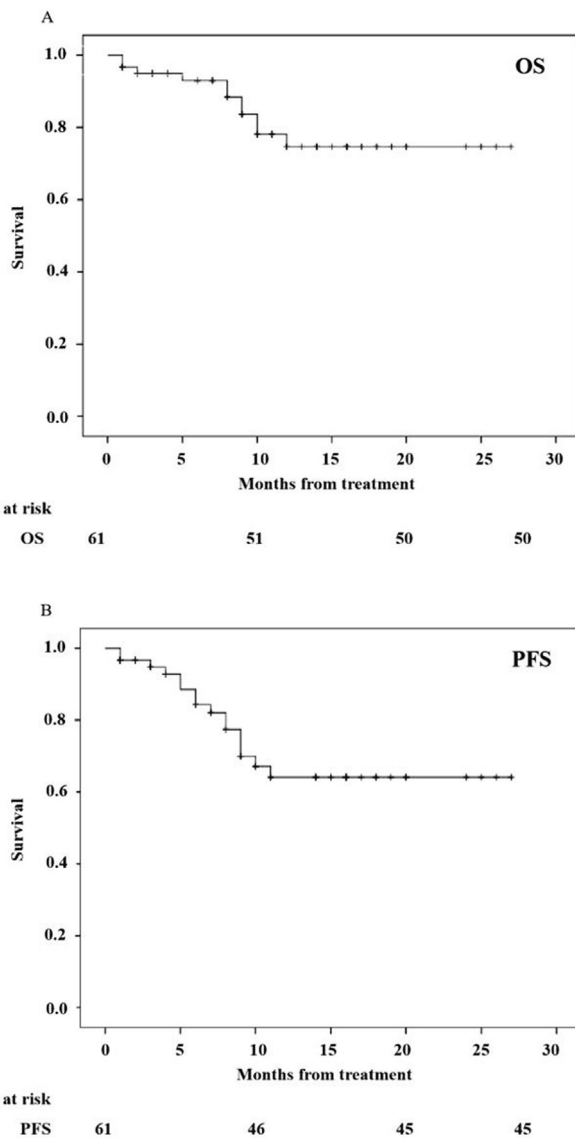 A
OS
1.0
0.8
0.6
0.4
0.2
0.0
Survival
0 5 10 15 20 25 30
Months from treatment
at risk
OS 61 51 50 50
B
PFS
1.0
0.8
0.6
0.4
0.2
0.0
Survival
0 5 10 15 20 25 30
Months from treatment
at risk
PFS 61 46 45 45